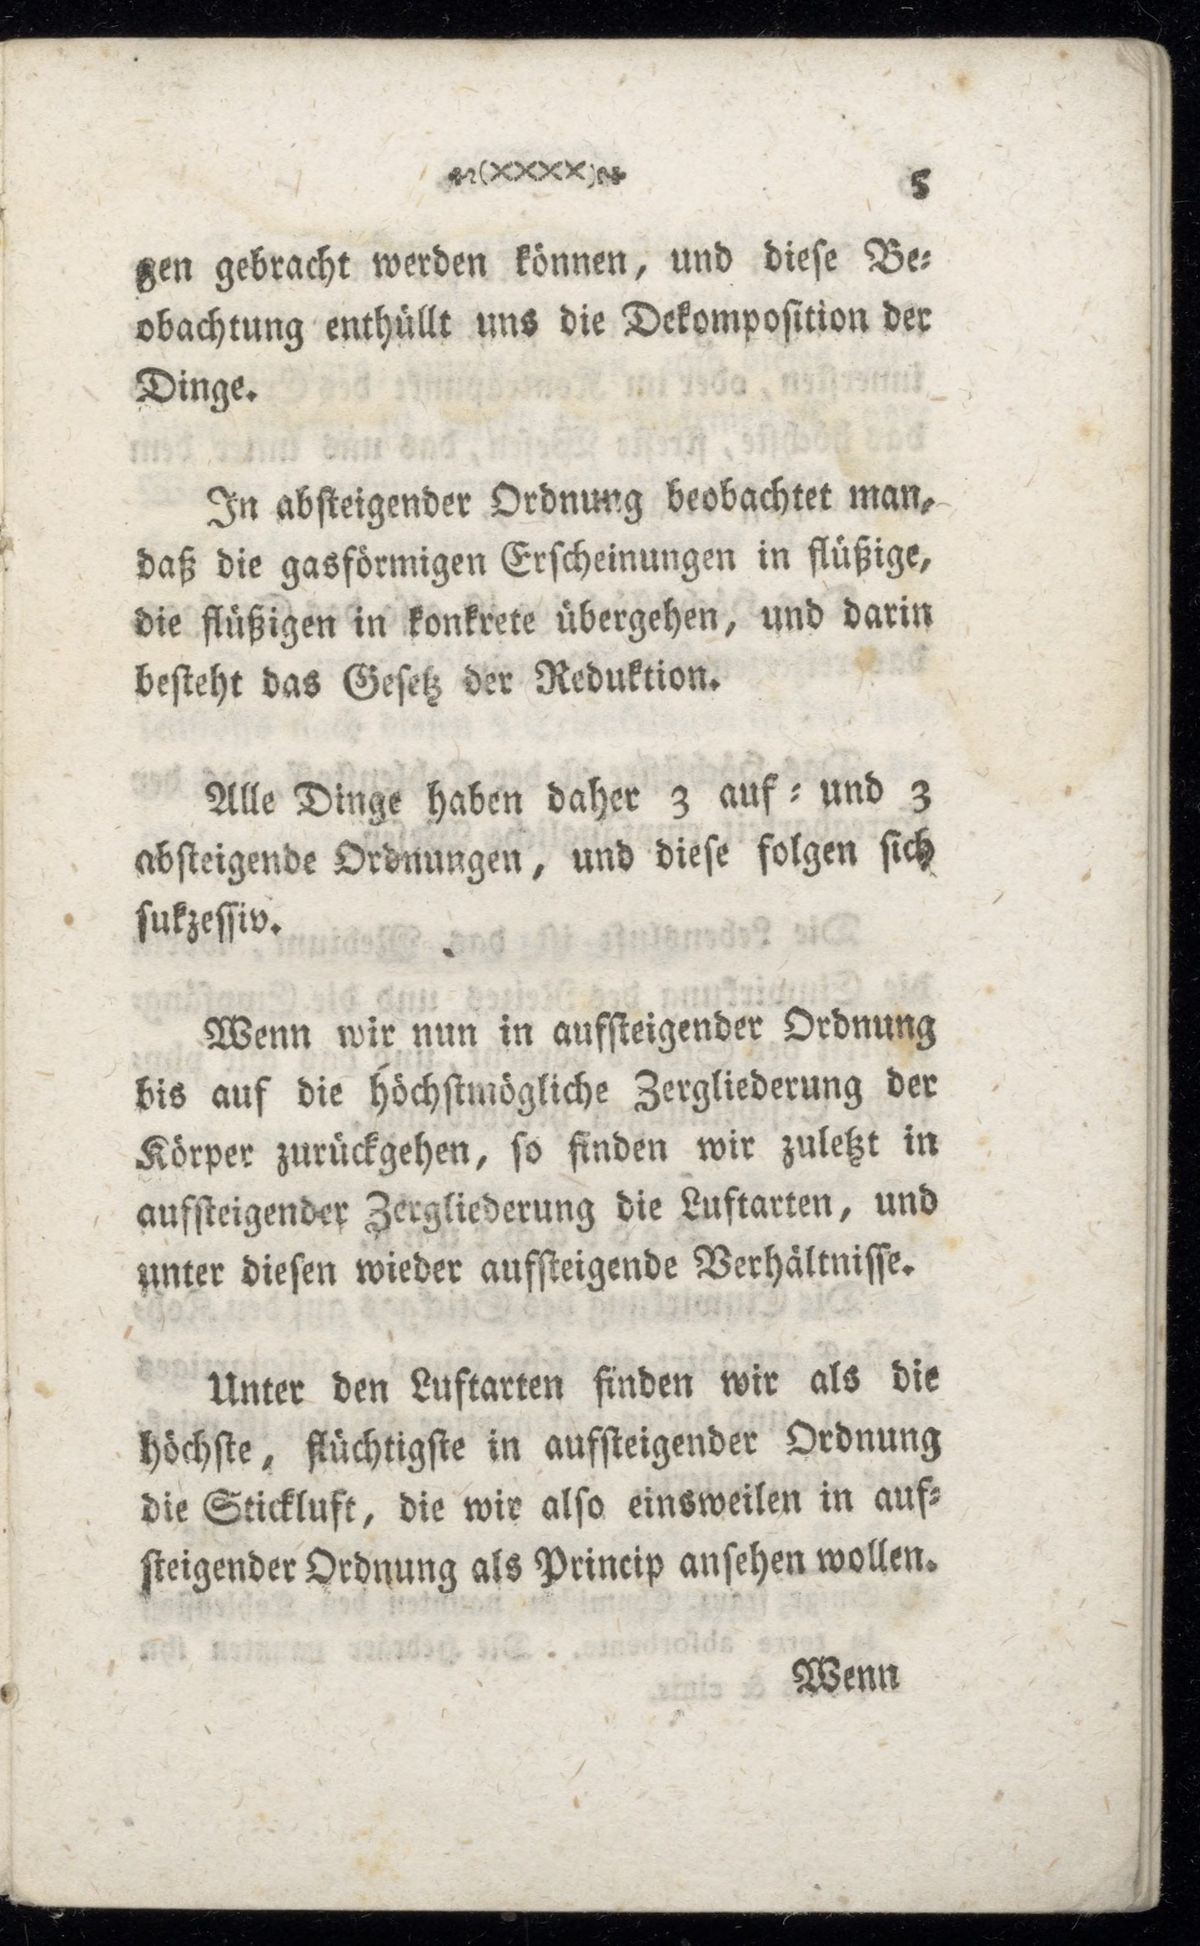 (XXXX) 5
gen gebracht werden können, und diese Be-
obachtung enthüllt uns die Dekomposition der
Dinge.
In absteigender Ordnung beobachtet man,
daß die gasförmigen Erscheinungen in flüßige,
die flüßigen in konkrete übergehen, und darin
besteht das Gesetz der Reduktion.
Alle Dinge haben daher 3 auf- und 3
absteigende Ordnungen, und diese folgen sich
sukzessiv.
Wenn wir nun in aufsteigender Ordnung
bis auf die höchstmögliche Zergliederung der
Körper zurückgehen, so finden wir zuletzt in
aufsteigender Zergliederung die Luftarten, und
unter diesen wieder aufsteigende Verhältnisse.
Unter den Luftarten finden wir als die
höchste, flüchtigste in aufsteigender Ordnung
die Stickluft, die wir also einsweilen in auf-
steigender Ordnung als Princip ansehen wollen.
Wenn